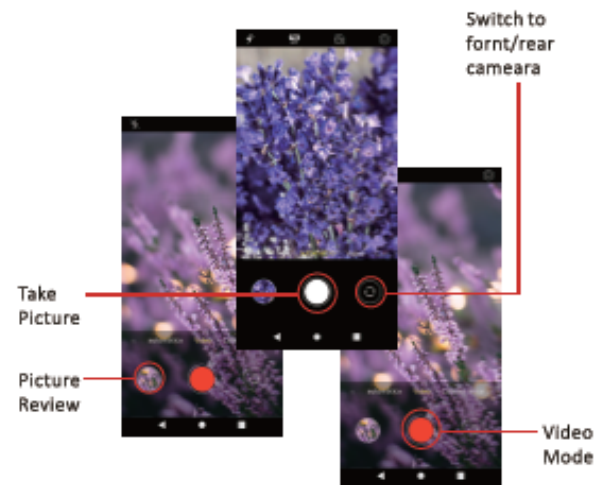 Switch to
fornt/rear
cameara
Take
Picture
Picture
Review
Video
Mode